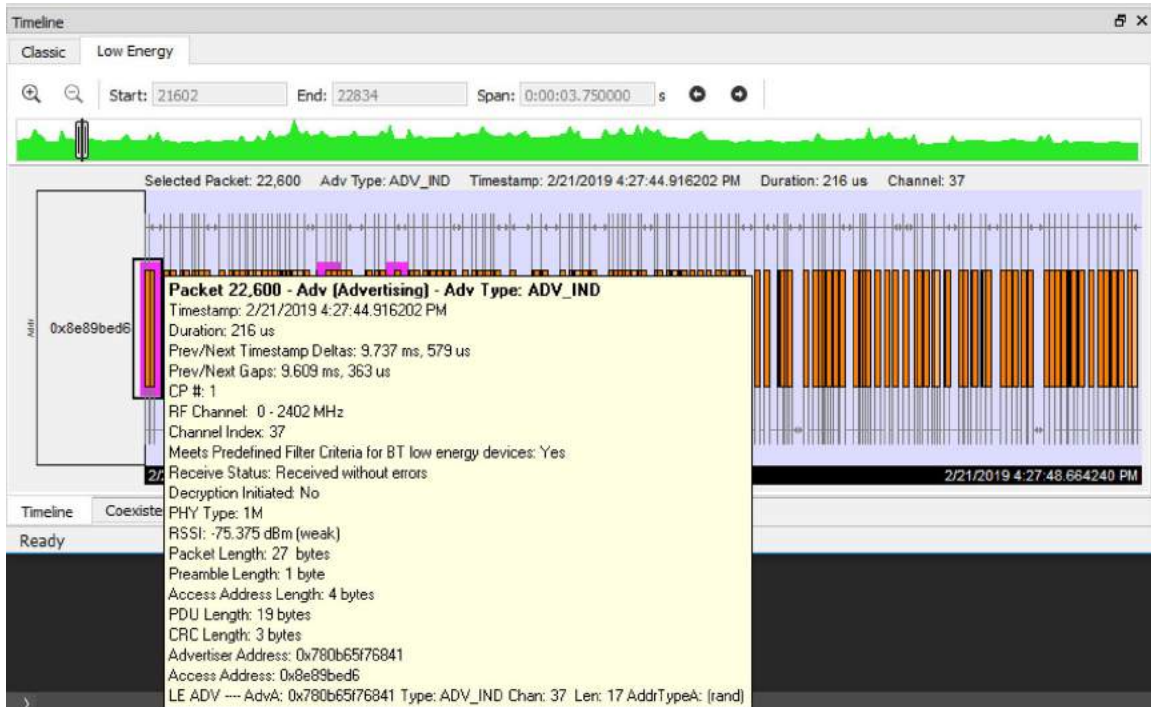 Timeline
Classic Low Energy
Start: 21602 End: 22834 Span: 0:00:03.750000 s
Selected Packet: 22,600 Adv Type: ADV_IND Timestamp: 2/21/2019 4:27:44.916202 PM Duration: 216 us Channel: 37
Addr
0x8e89bed6
Packet 22,600 - Adv (Advertising) - Adv Type: ADV_IND
Timestamp: 2/21/2019 4:27:44.916202 PM
Duration: 216 us
Prev/Next Timestamp Deltas: 9.737 ms, 579 us
Prev/Next Gaps: 9.609 ms, 363 us
CP #: 1
RF Channel: 0 - 2402 MHz
Channel Index: 37
Meets Predefined Filter Criteria for BT low energy devices: Yes
Receive Status: Received without errors
Decryption Initiated: No
PHY Type: 1M
RSSI: -75.375 dBm (weak)
Packet Length: 27 bytes
Preamble Length: 1 byte
Access Address Length: 4 bytes
PDU Length: 19 bytes
CRC Length: 3 bytes
Advertiser Address: 0x780b65f76841
Access Address: 0x8e89bed6
LE ADV ---- AdvA: 0x780b65f76841 Type: ADV_IND Chan: 37 Len: 17 AddrTypeA: (rand)
2/21/2019 4:27:48.664240 PM
Timeline
Ready